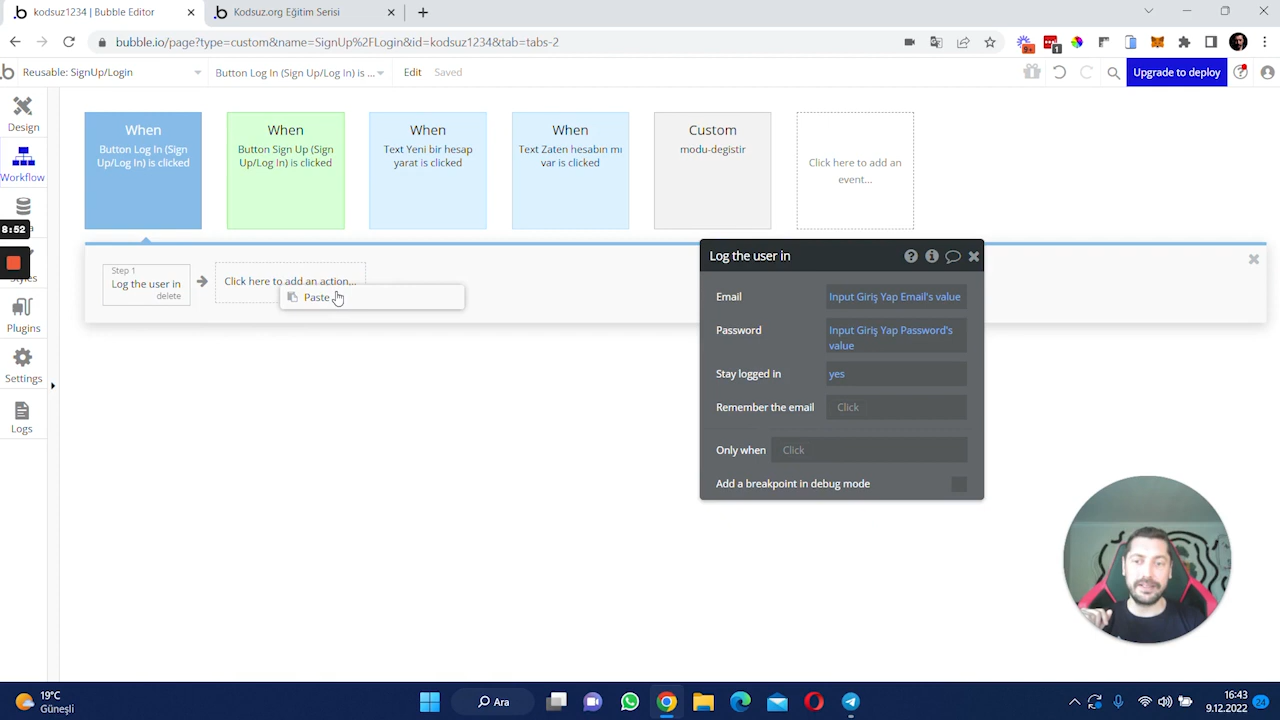 kodsuz1234 | Bubble Editor
Kodsuz.org Eğitim Serisi
bubble.io/page?type=custom&name=SignUp%2FLogin&id=kodsuz1234&tab=tabs-2
9+
1
Reusable: SignUp/Login
Button Log In (Sign Up/Log In) is ...
Edit
Saved
Upgrade to deploy
Design
Workflow
8:52
Plugins
Settings
Logs
When
Button Log In (Sign
Up/Log In) is clicked
When
Button Sign Up (Sign
Up/Log In) is clicked
When
Text Yeni bir hesap
yarat is clicked
When
Text Zaten hesabın mı
var is clicked
Custom
modu-degistir
Click here to add an
event...
Step 1
Log the user in
delete
Click here to add an action...
Paste
Log the user in
Email
Input Giriş Yap Email's value
Password
Input Giriş Yap Password's
value
Stay logged in
yes
Remember the email
Click
Only when
Click
Add a breakpoint in debug mode
19°C
Güneşli
Ara
16:43
9.12.2022
24